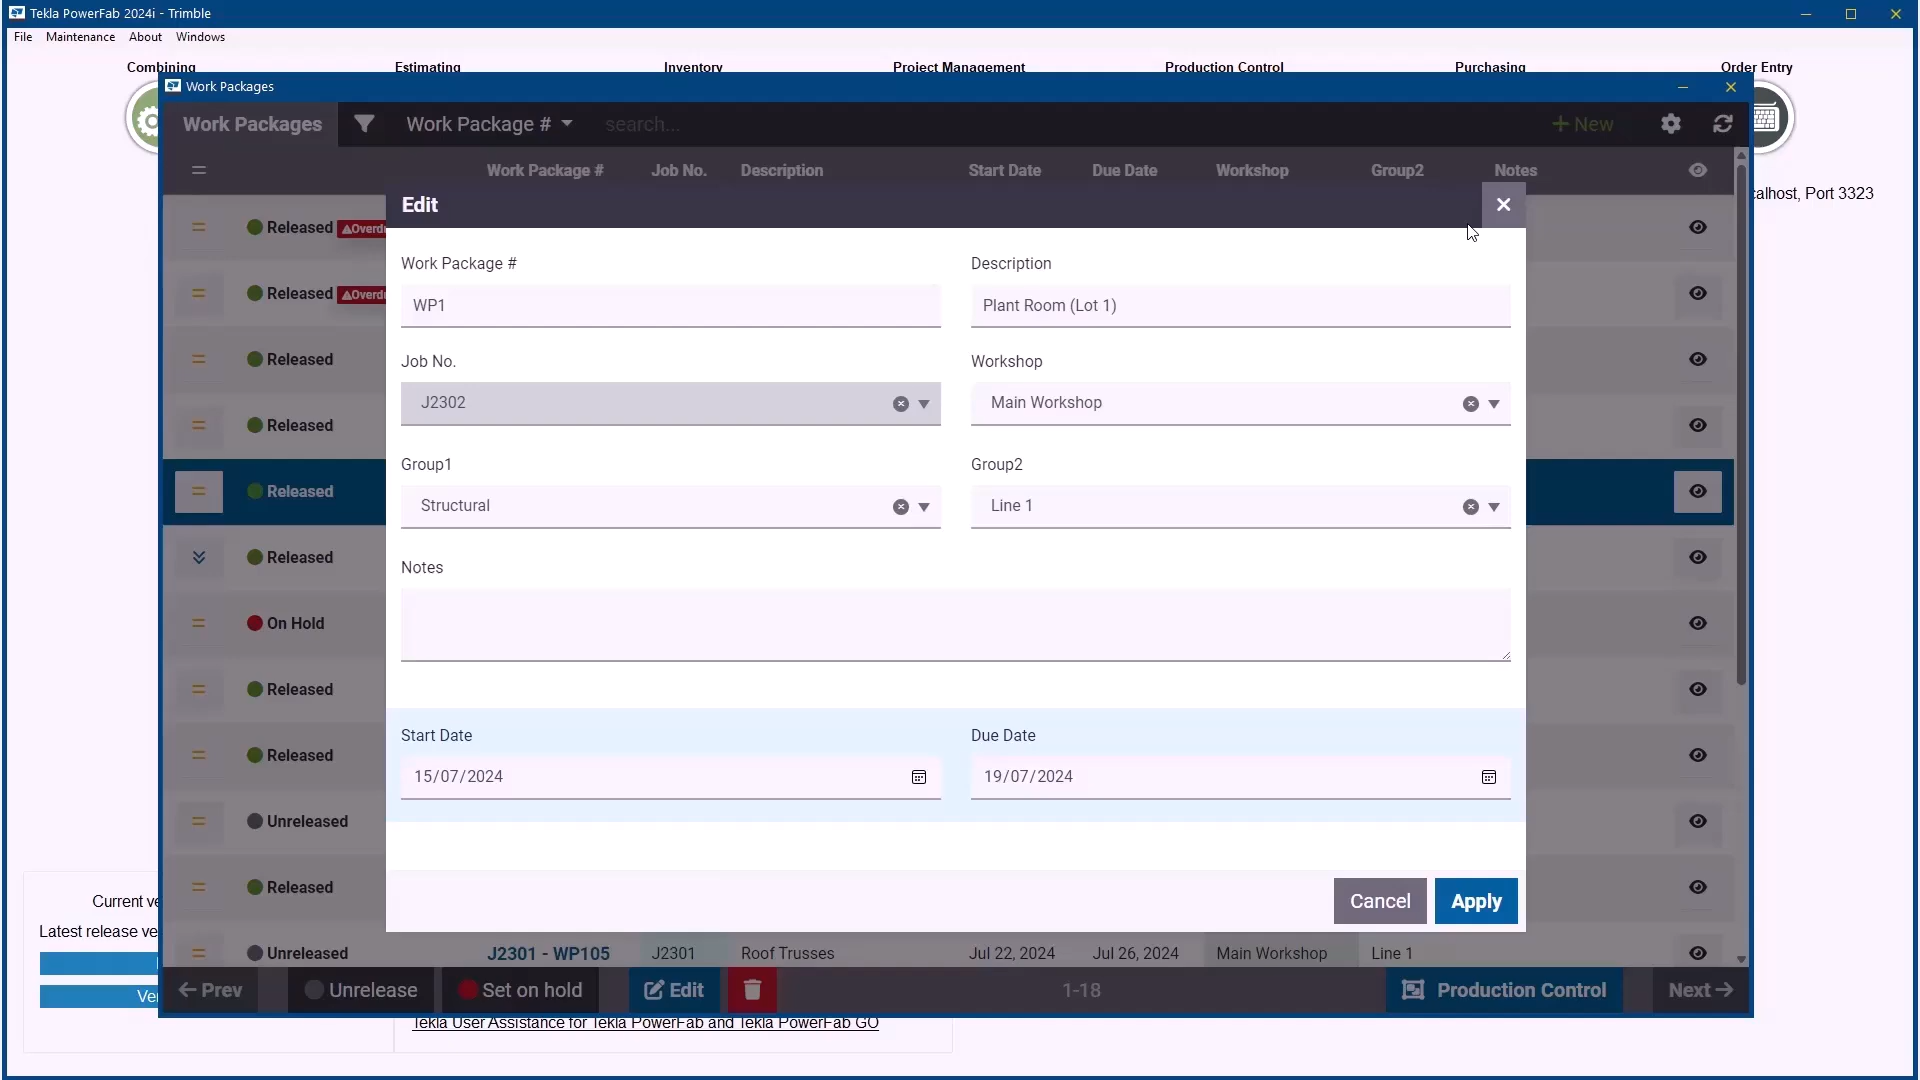 Tekla PowerFab 2024i - Trimble
File Maintenance About Windows
Combining Estimating Inventory Project Management Production Control Purchasing Order Entry
Work Packages
Work Packages Work Package # search... New
Work Package # Job No. Description Start Date Due Date Workshop Group2 Notes
calhost, Port 3323
Edit
Released
Released
Released
Released
Released
Released
On Hold
Released
Released
Unreleased
Released
Work Package # Description
WP1 Plant Room (Lot 1)
Job No. Workshop
J2302 Main Workshop
Group1 Group2
Structural Line 1
Notes
Start Date Due Date
15/07/2024 19/07/2024
Cancel Apply
Current ve
Latest release ve
Ver
Unreleased J2301 - WP105 J2301 Roof Trusses Jul 22, 2024 Jul 26, 2024 Main Workshop Line 1
Prev Unrelease Set on hold Edit 1-18 Production Control Next
Tekla User Assistance for Tekla PowerFab and Tekla PowerFab GO